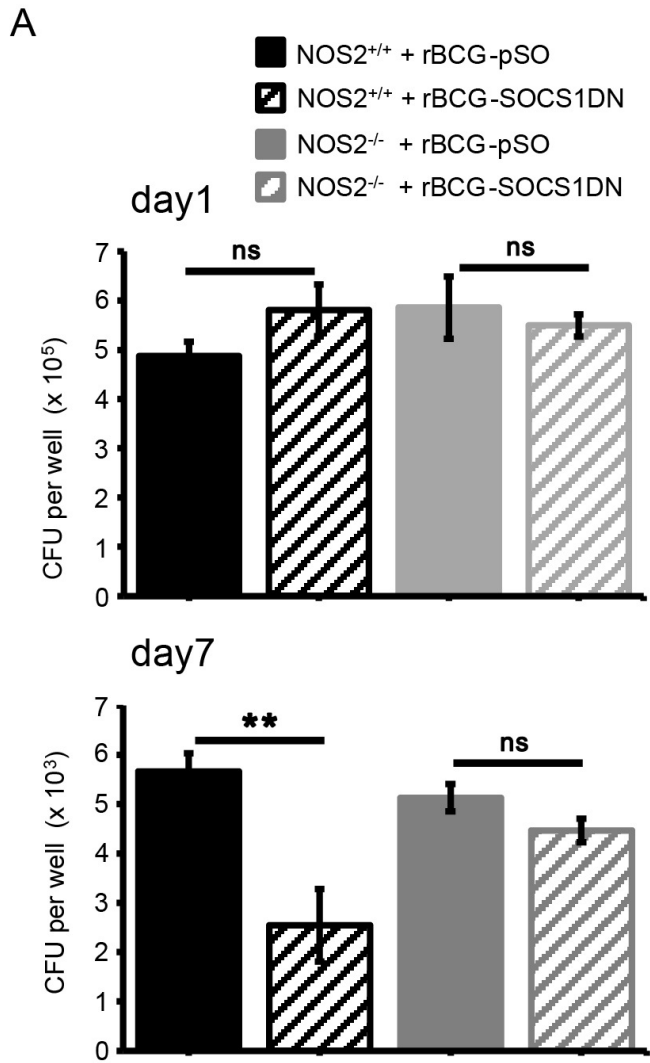 A
NOS2+/+ + rBCG-pSO
NOS2+/+ + rBCG-SOCS1DN
NOS2-/- + rBCG-pSO
NOS2-/- + rBCG-SOCS1DN
day1
CFU per well (x 10⁵)
7
6
5
4
3
2
1
0
ns
ns
day7
CFU per well (x 10³)
7
6
5
4
3
2
1
0
**
ns